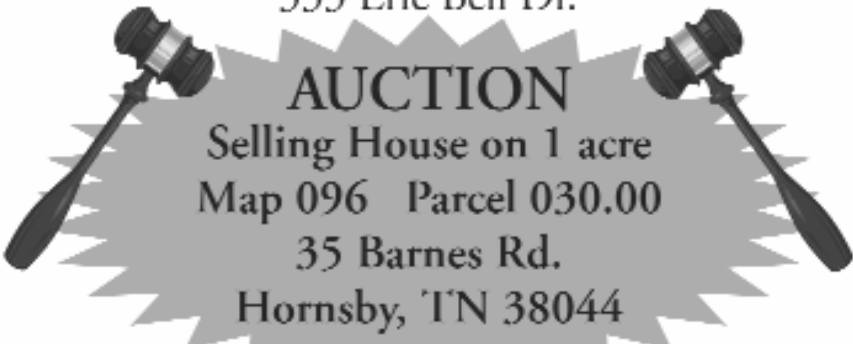 AUCTION
Selling House on 1 acre
Map 096 Parcel 030.00
35 Barnes Rd.
Hornsby, TN 38044